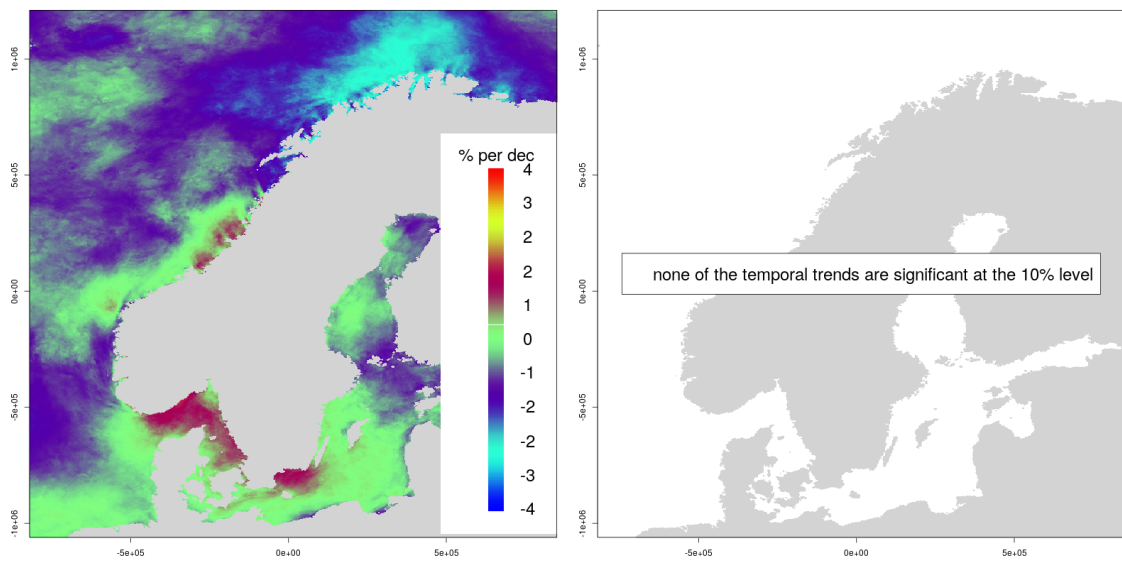 1e+06
5e+05
0e+00
-5e+05
-1e+06
-5e+05
0e+00
5e+05
% per dec
4
3
2
2
1
0
-1
-2
-2
-3
-4
1e+06
5e+05
0e+00
-5e+05
-1e+06
-5e+05
0e+00
5e+05
none of the temporal trends are significant at the 10% level